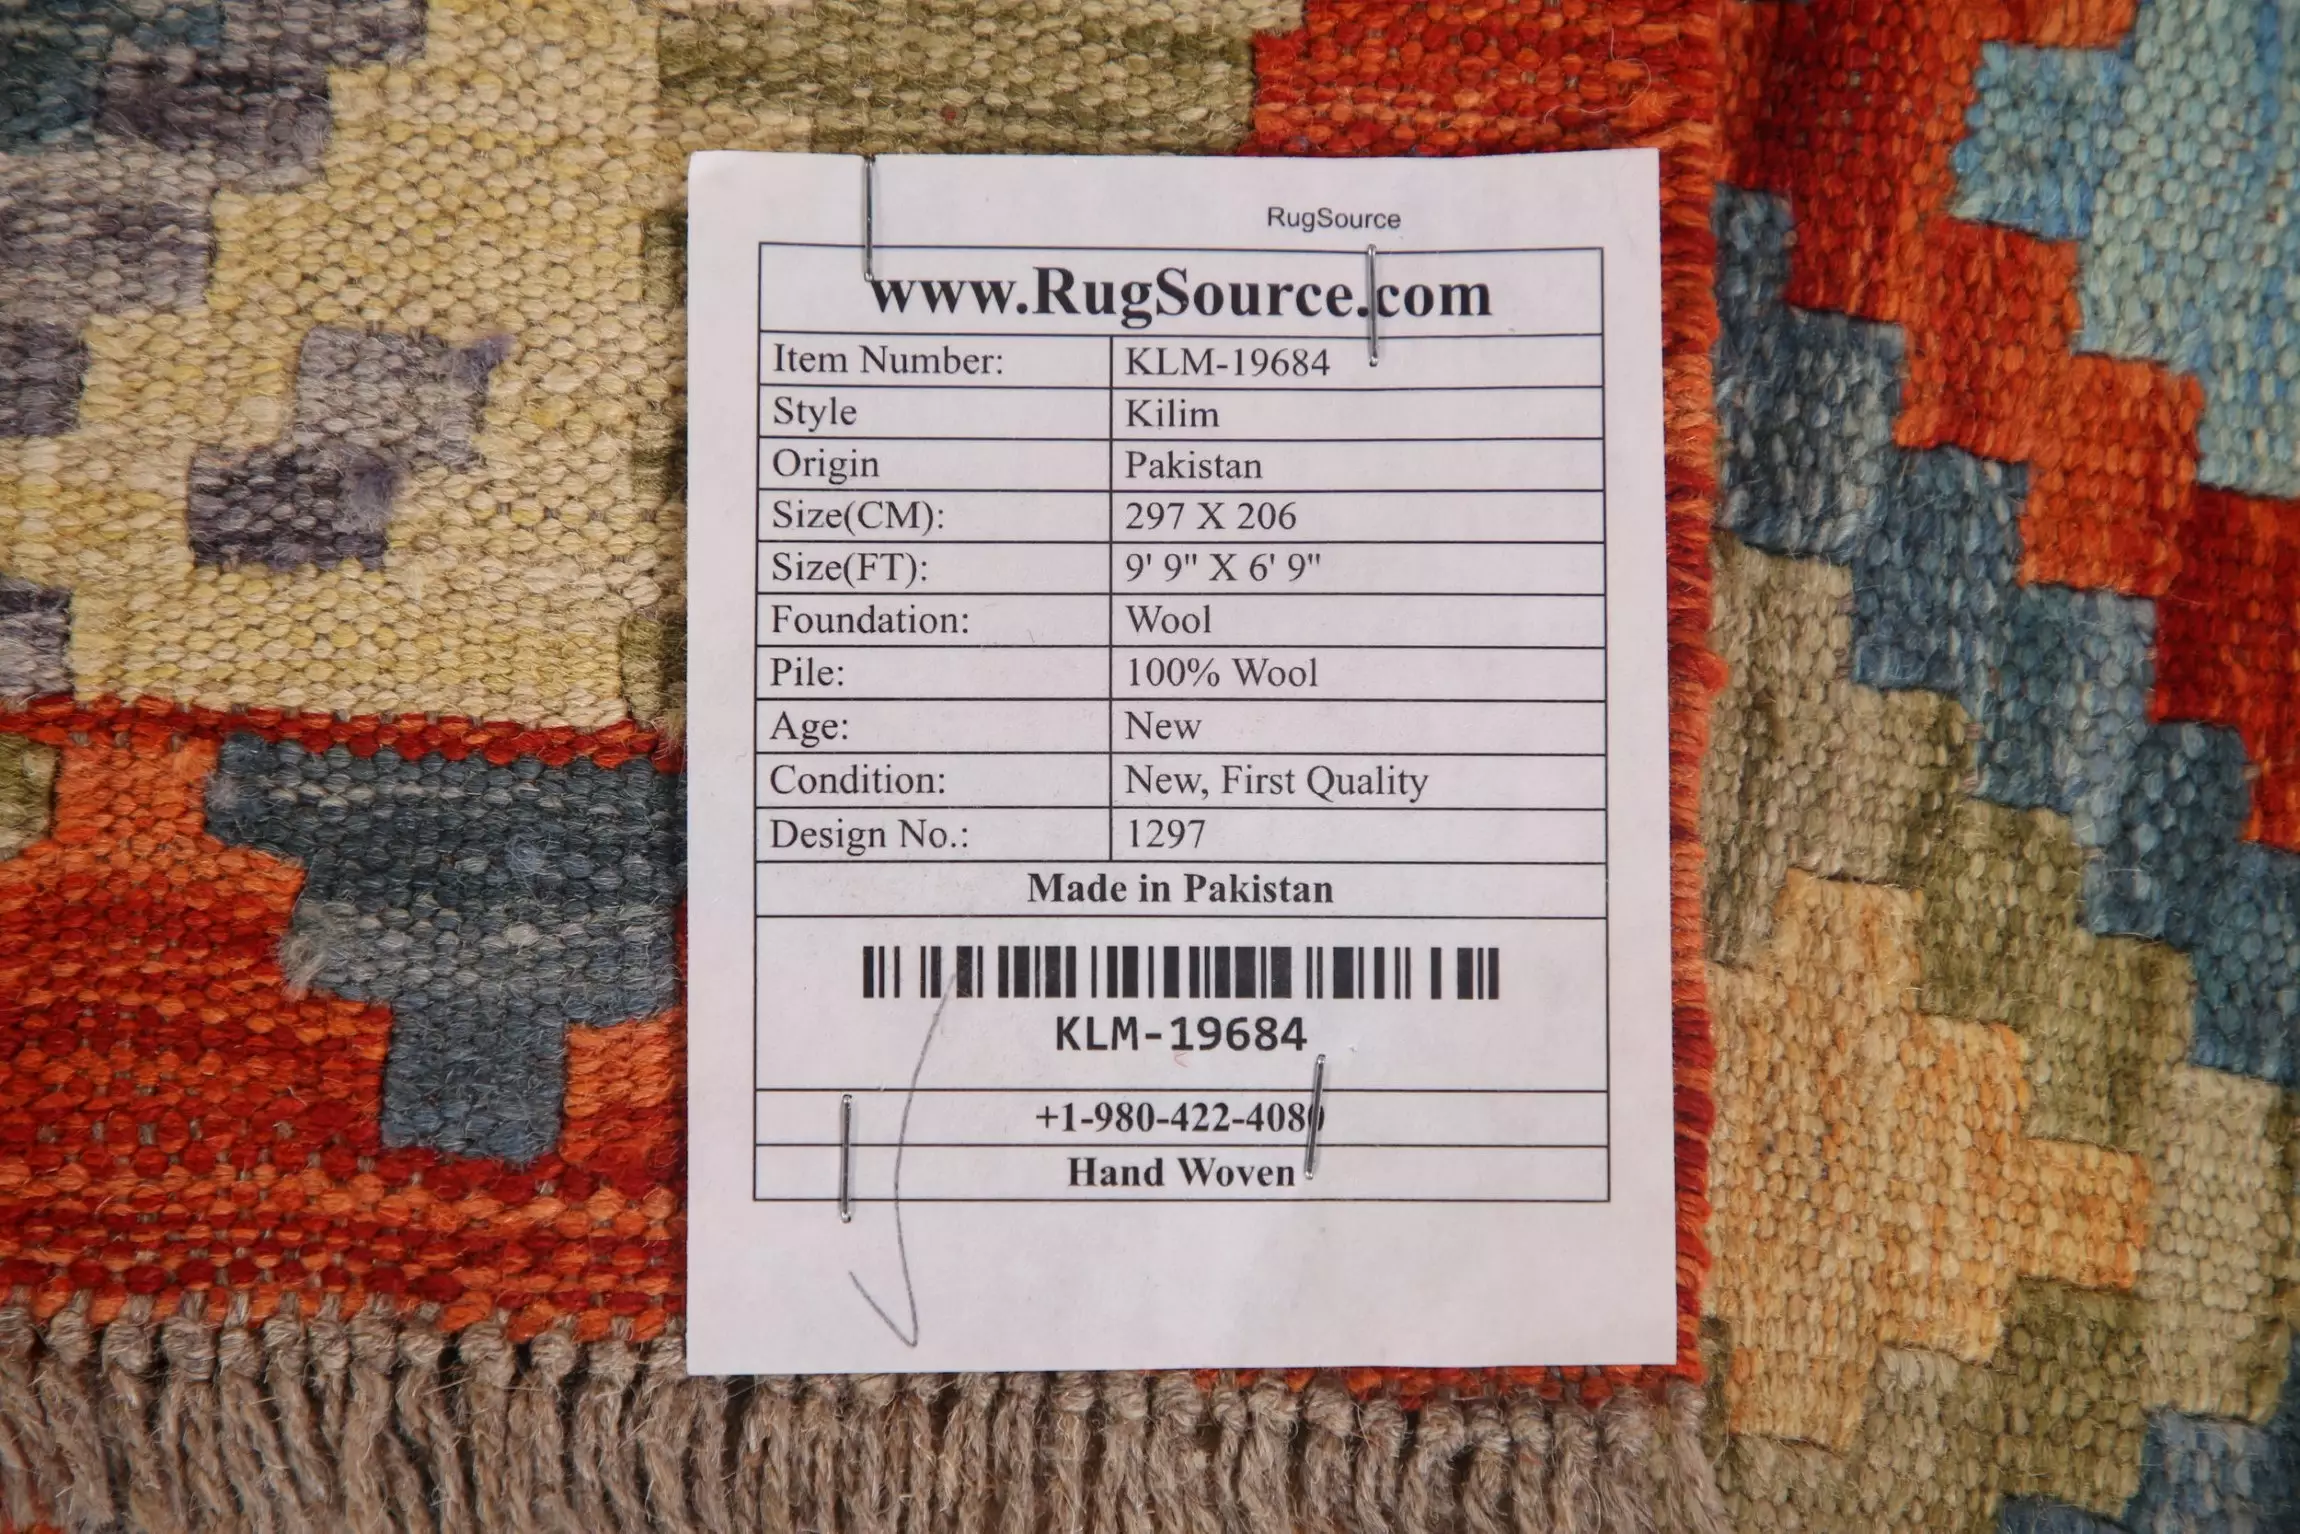 RugSource
www.RugSource.com
Item Number: KLM-19684
Style Kilim
Origin Pakistan
Size(CM): 297 X 206
Size(FT): 9' 9" X 6' 9"
Foundation: Wool
Pile: 100% Wool
Age: New
Condition: New, First Quality
Design No.: 1297
Made in Pakistan
KLM-19684
+1-980-422-4080
Hand Woven